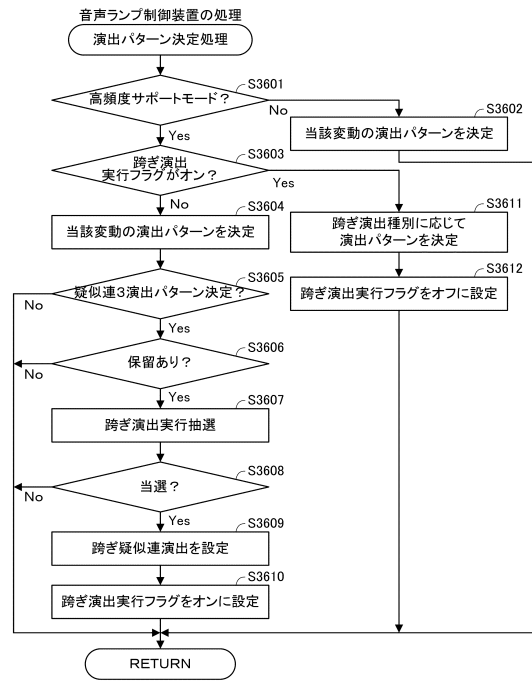 音声ランプ制御装置の処理
演出パターン決定処理
S3601
高頻度サポートモード？
No
Yes
S3602
当該変動の演出パターンを決定
S3603
跨ぎ演出
実行フラグがオン？
Yes
No
S3604
当該変動の演出パターンを決定
S3611
跨ぎ演出種別に応じて
演出パターンを決定
S3605
疑似連3演出パターン決定？
No
Yes
S3612
跨ぎ演出実行フラグをオフに設定
S3606
保留あり？
No
Yes
S3607
跨ぎ演出実行抽選
S3608
当選？
No
Yes
S3609
跨ぎ疑似連演出を設定
S3610
跨ぎ演出実行フラグをオンに設定
RETURN